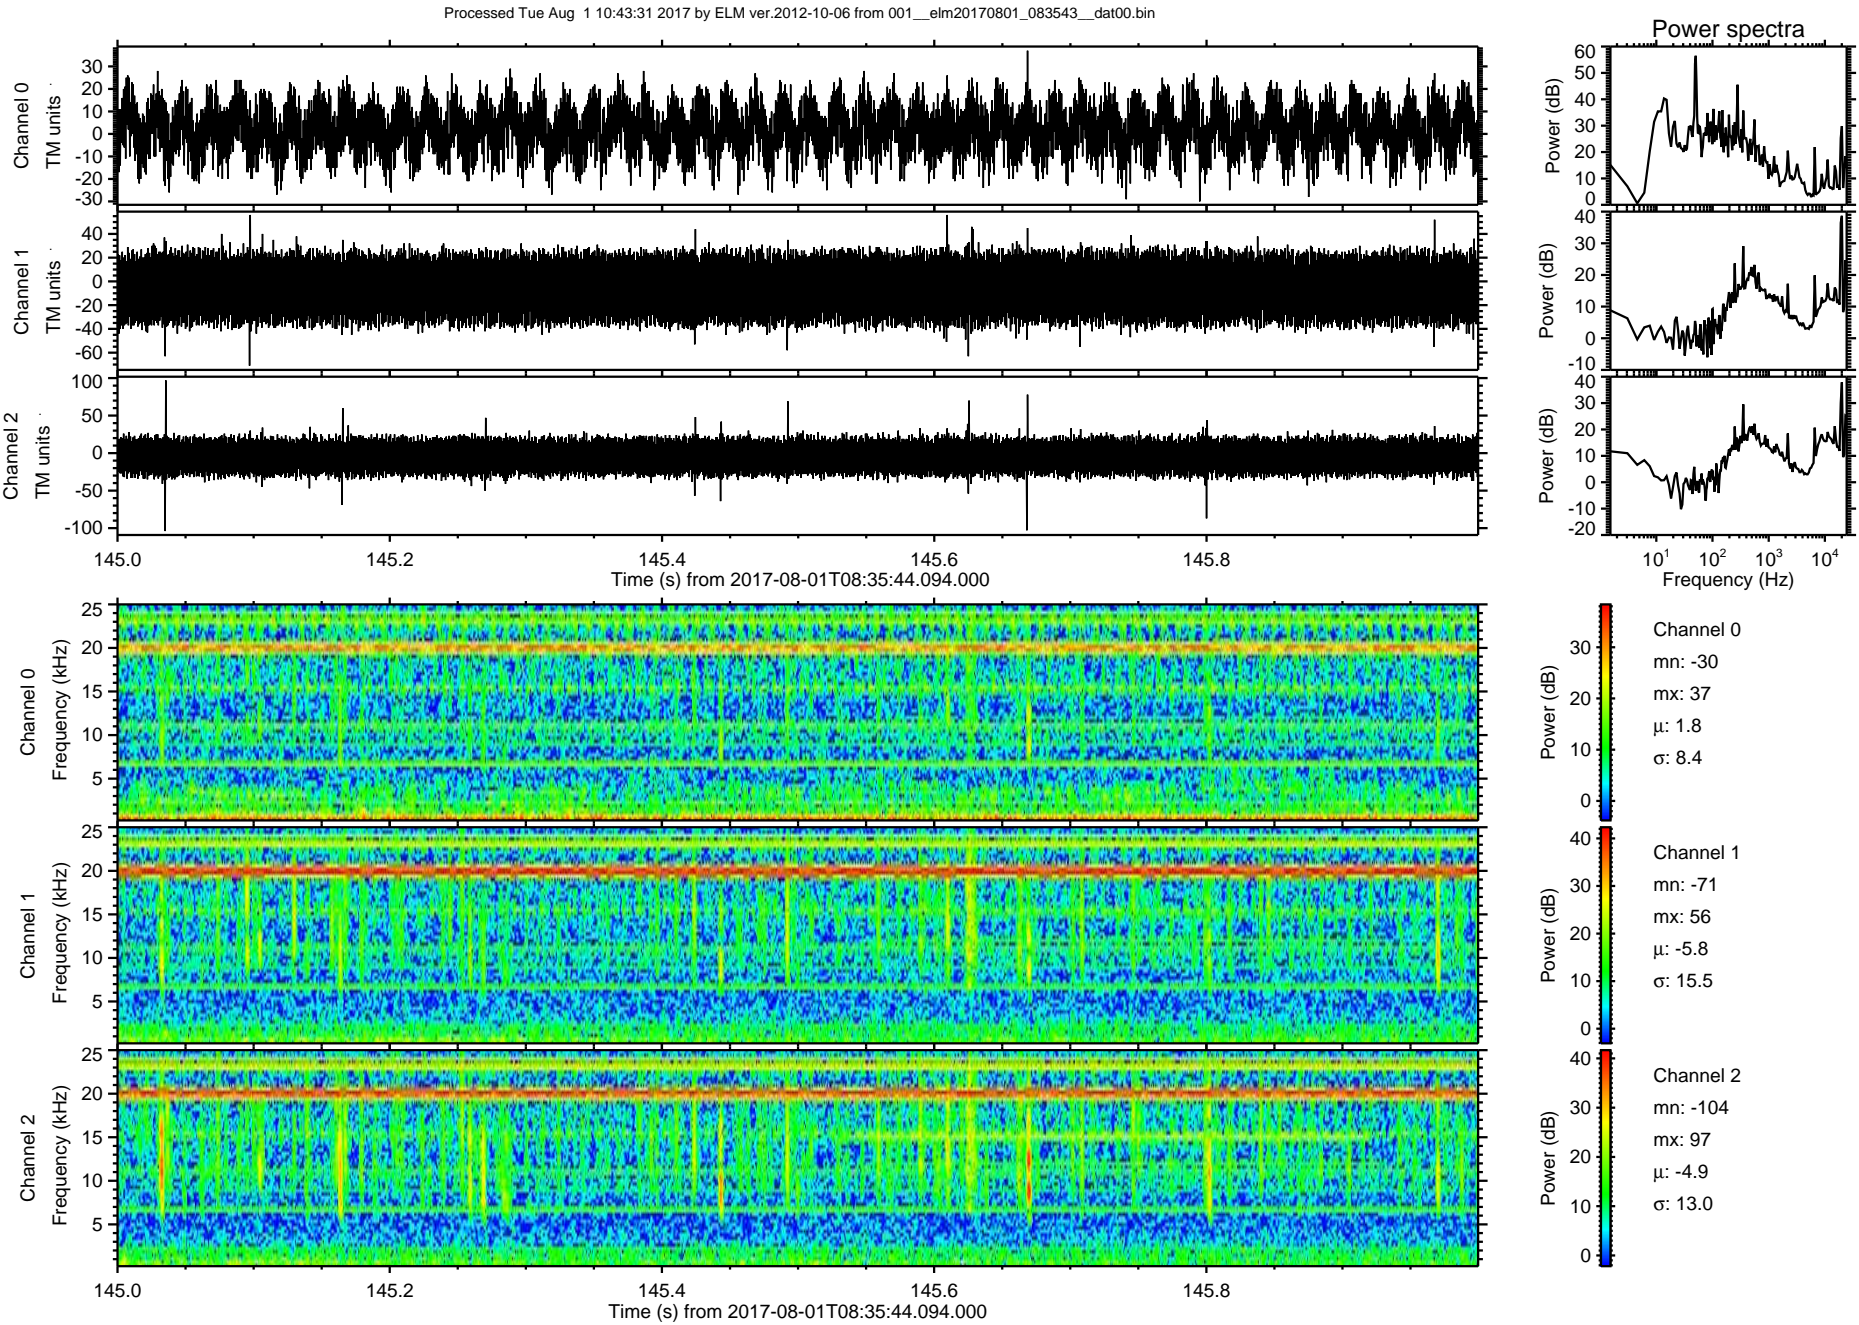 Processed Tue Aug 1 10:43:31 2017 by ELM ver.2012-10-06 from 001__elm20170801_083543__dat00.bin
Power spectra
Channel 0
TM units
30
20
10
0
-10
-20
-30
Power (dB)
60
50
40
30
20
10
0
Channel 1
TM units
40
20
0
-20
-40
-60
Power (dB)
40
30
20
10
0
-10
Channel 2
TM units
100
50
0
-50
-100
Power (dB)
40
30
20
10
0
-10
-20
145.0 145.2 145.4 145.6 145.8
Time (s) from 2017-08-01T08:35:44.094.000
10¹ 10² 10³ 10⁴
Frequency (Hz)
Channel 0
Frequency (kHz)
25
20
15
10
5
Power (dB)
30
20
10
0
Channel 0
mn: -30
mx: 37
μ: 1.8
σ: 8.4
Channel 1
Frequency (kHz)
25
20
15
10
5
Power (dB)
40
30
20
10
0
Channel 1
mn: -71
mx: 56
μ: -5.8
σ: 15.5
Channel 2
Frequency (kHz)
25
20
15
10
5
Power (dB)
40
30
20
10
0
Channel 2
mn: -104
mx: 97
μ: -4.9
σ: 13.0
145.0 145.2 145.4 145.6 145.8
Time (s) from 2017-08-01T08:35:44.094.000